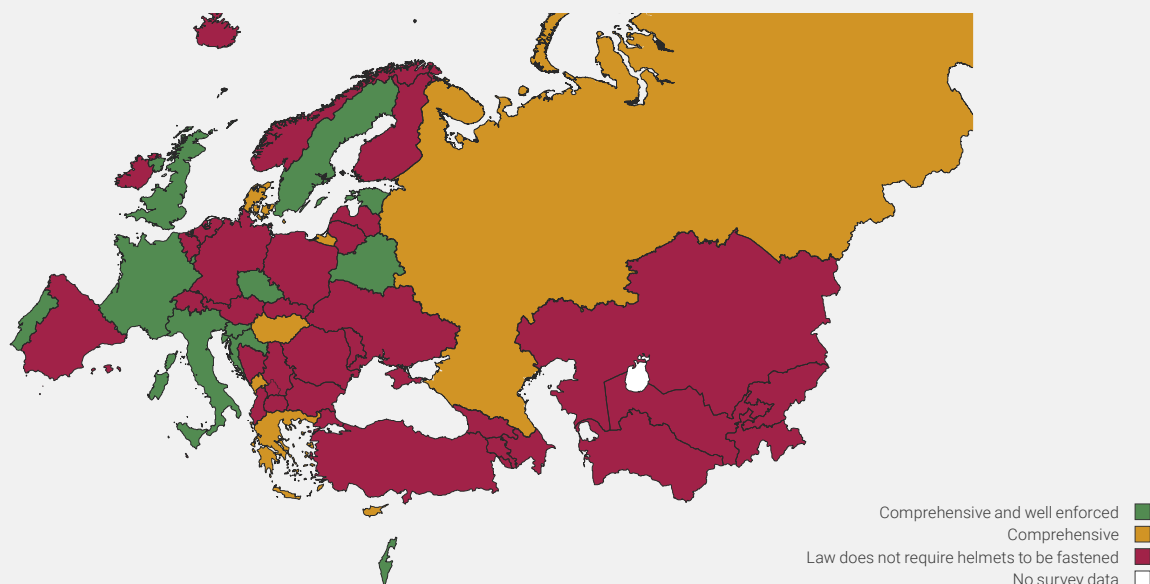 Comprehensive and well enforced
Comprehensive
Law does not require helmets to be fastened
No survey data